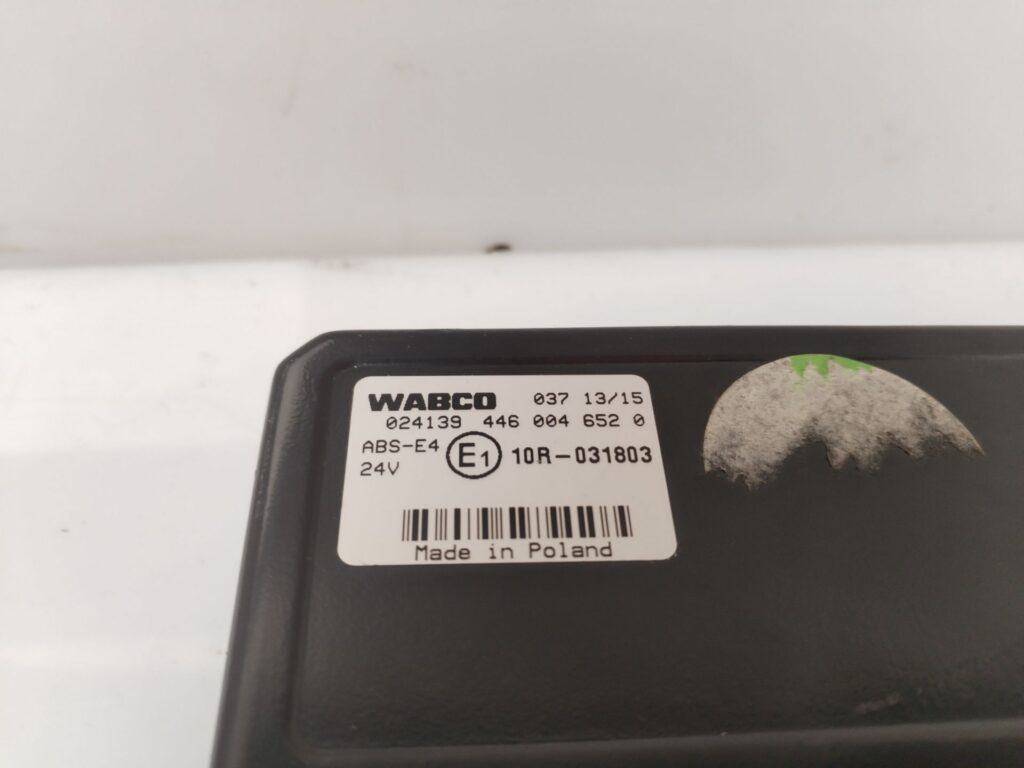 WABCO 037 13/15
024139 446 004 652 0
ABS-E4 E1 10R-031803
24V
Made in Poland